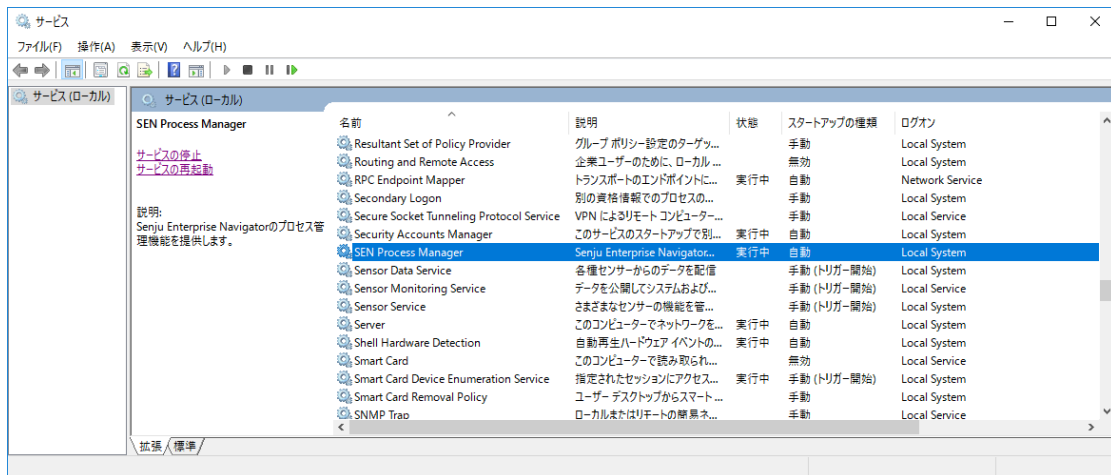 サービス
ファイル(F) 操作(A) 表示(V) ヘルプ(H)
サービス (ローカル)
サービス (ローカル)
SEN Process Manager
サービスの停止
サービスの再起動
説明:
Senju Enterprise Navigatorのプロセス管
理機能を提供します。
名前 説明 状態 スタートアップの種類 ログオン
Resultant Set of Policy Provider グループ ポリシー設定のターゲッ... 手動 Local System
Routing and Remote Access 企業ユーザーのために、ローカル ... 無効 Local System
RPC Endpoint Mapper トランスポートのエンドポイントに... 実行中 自動 Network Service
Secondary Logon 別の資格情報でのプロセスの... 手動 Local System
Secure Socket Tunneling Protocol Service VPN によるリモート コンピューター... 手動 Local Service
Security Accounts Manager このサービスのスタートアップで別... 実行中 自動 Local System
SEN Process Manager Senju Enterprise Navigator... 実行中 自動 Local System
Sensor Data Service 各種センサーからのデータを配信 手動 (トリガー開始) Local System
Sensor Monitoring Service データを公開してシステムおよび... 手動 (トリガー開始) Local Service
Sensor Service さまざまなセンサーの機能を管... 手動 (トリガー開始) Local System
Server このコンピューターでネットワークを... 実行中 自動 Local System
Shell Hardware Detection 自動再生ハードウェア イベントの... 実行中 自動 Local System
Smart Card このコンピューターで読み取られ... 無効 Local Service
Smart Card Device Enumeration Service 指定されたセッションにアクセス... 実行中 手動 (トリガー開始) Local System
Smart Card Removal Policy ユーザー デスクトップからスマート ... 手動 Local System
SNMP Trap ローカルまたはリモートの簡易ネ... 手動 Local Service
拡張 標準